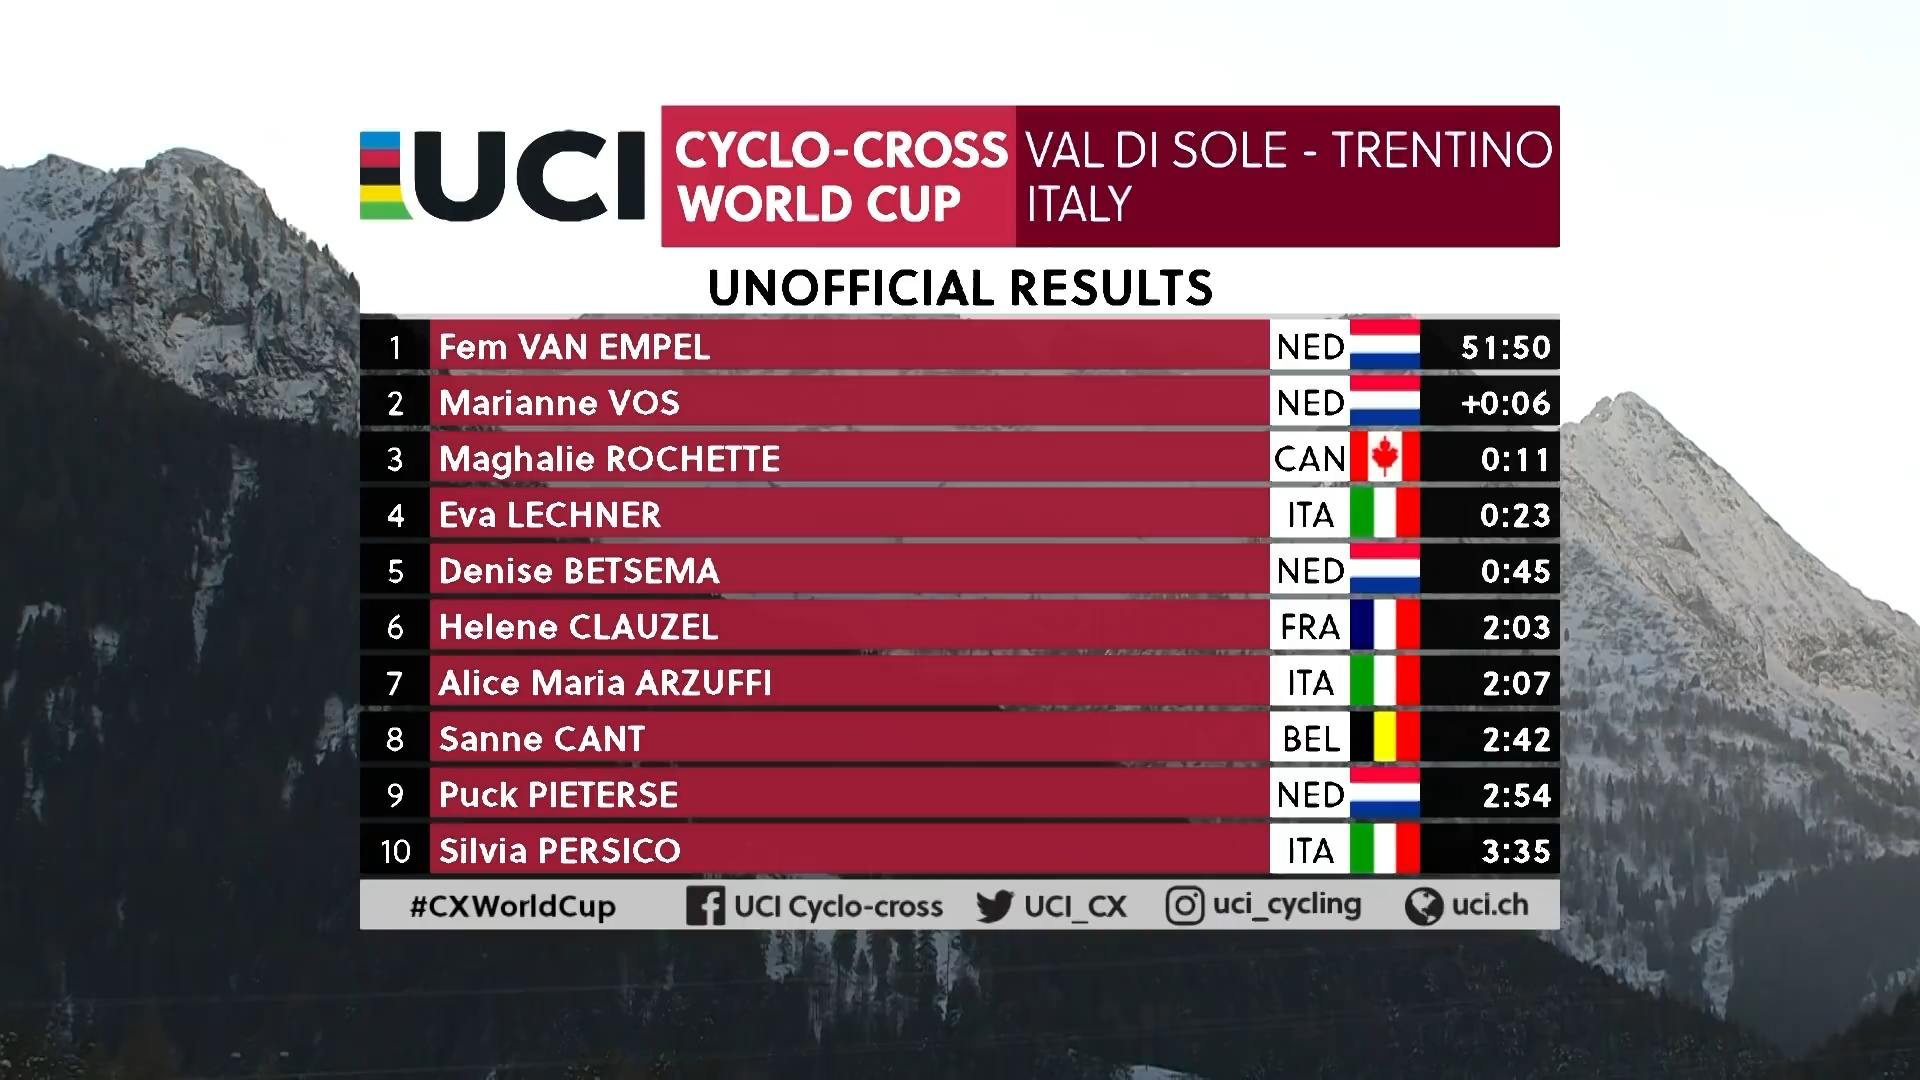 UCI
CYCLO-CROSS
WORLD CUP
VAL DI SOLE - TRENTINO
ITALY
UNOFFICIAL RESULTS
1 Fem VAN EMPEL NED 51:50
2 Marianne VOS NED +0:06
3 Maghalie ROCHETTE CAN 0:11
4 Eva LECHNER ITA 0:23
5 Denise BETSEMA NED 0:45
6 Helene CLAUZEL FRA 2:03
7 Alice Maria ARZUFFI ITA 2:07
8 Sanne CANT BEL 2:42
9 Puck PIETERSE NED 2:54
10 Silvia PERSICO ITA 3:35
#CXWorldCup UCI Cyclo-cross UCI_CX uci_cycling uci.ch